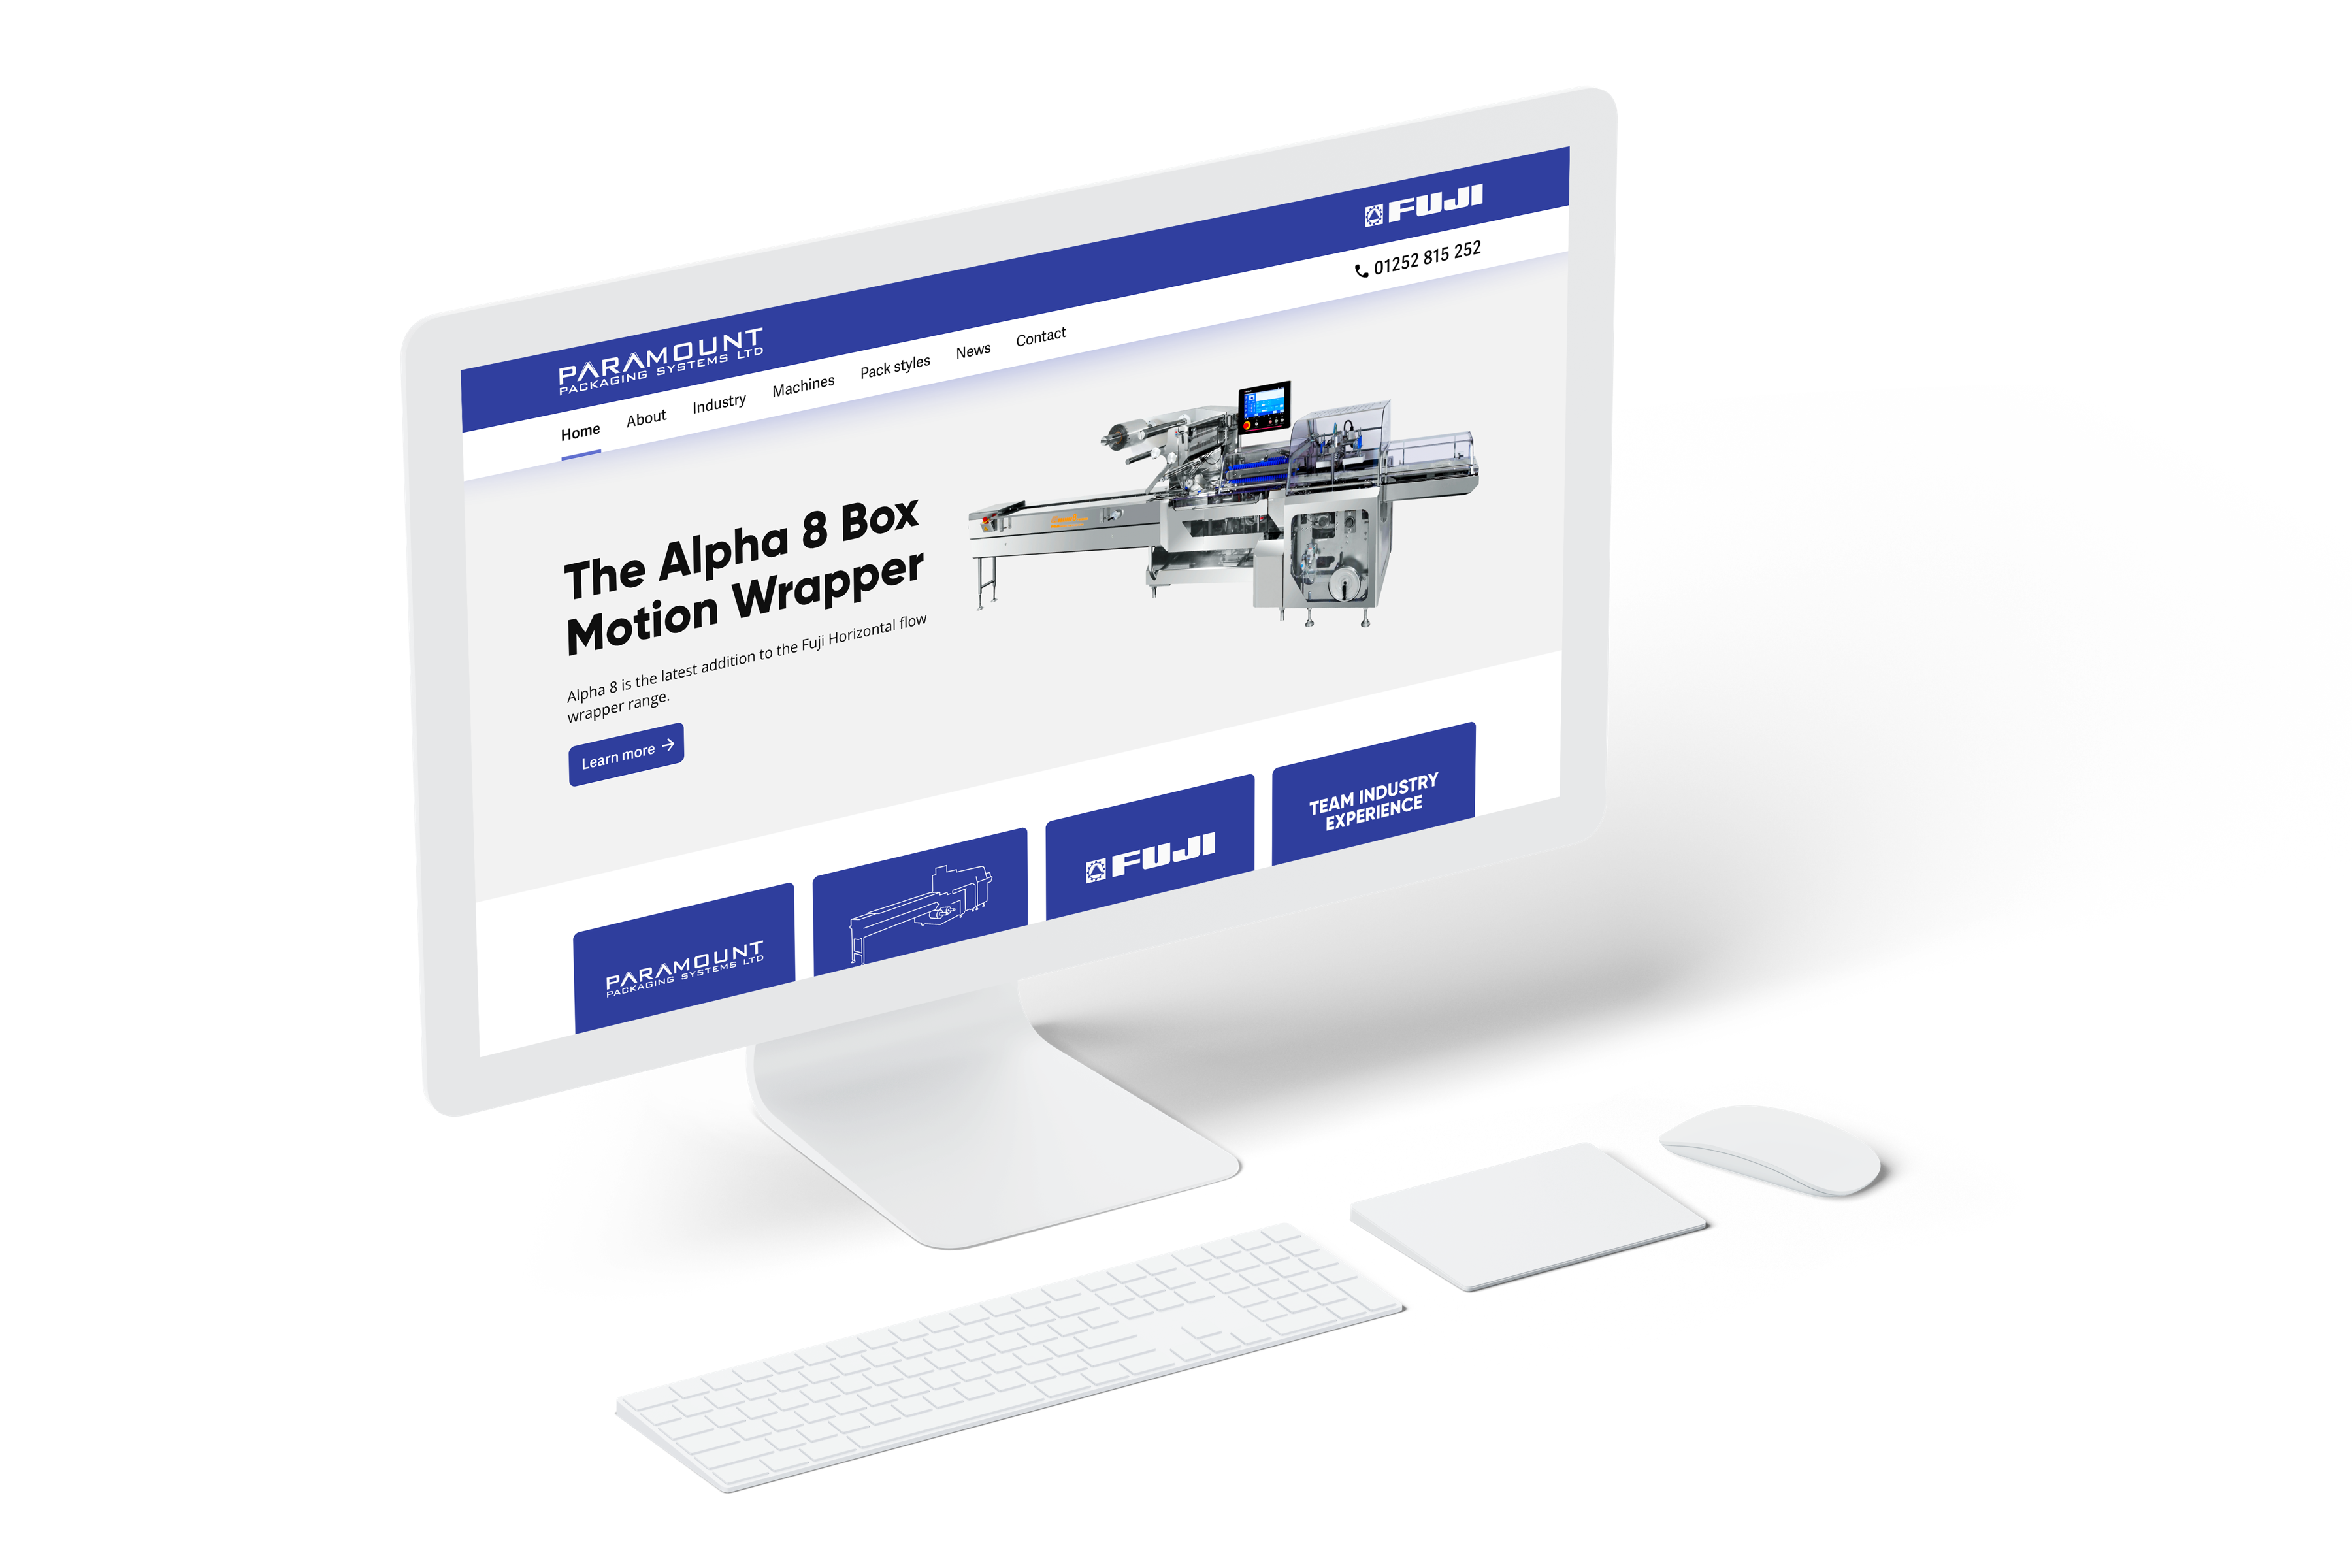 PARAMOUNT
PACKAGING SYSTEMS LTD
FUJI
Home About Industry Machines Pack styles News Contact
01252 815 252
The Alpha 8 Box
Motion Wrapper
Alpha 8 is the latest addition to the Fuji Horizontal flow
wrapper range.
Learn more
PARAMOUNT
PACKAGING SYSTEMS LTD
FUJI
TEAM INDUSTRY
EXPERIENCE